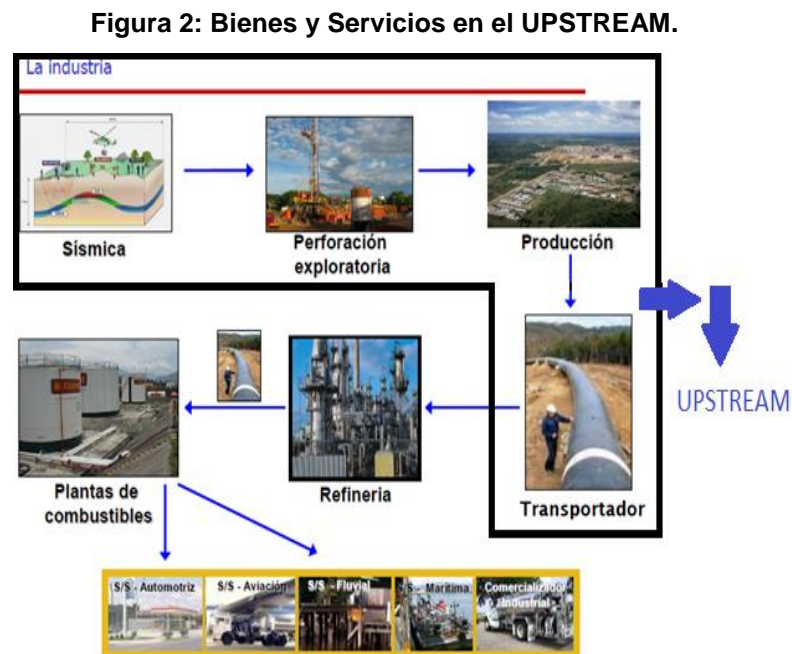 Figura 2: Bienes y Servicios en el UPSTREAM.
La industria
Sísmica
Perforación
exploratoria
Producción
UPSTREAM
Plantas de
combustibles
Refineria
Transportador
S/S - Automotriz
S/S - Aviación
S/S - Fluvial
S/S - Marítima
Comercializador
Industrial